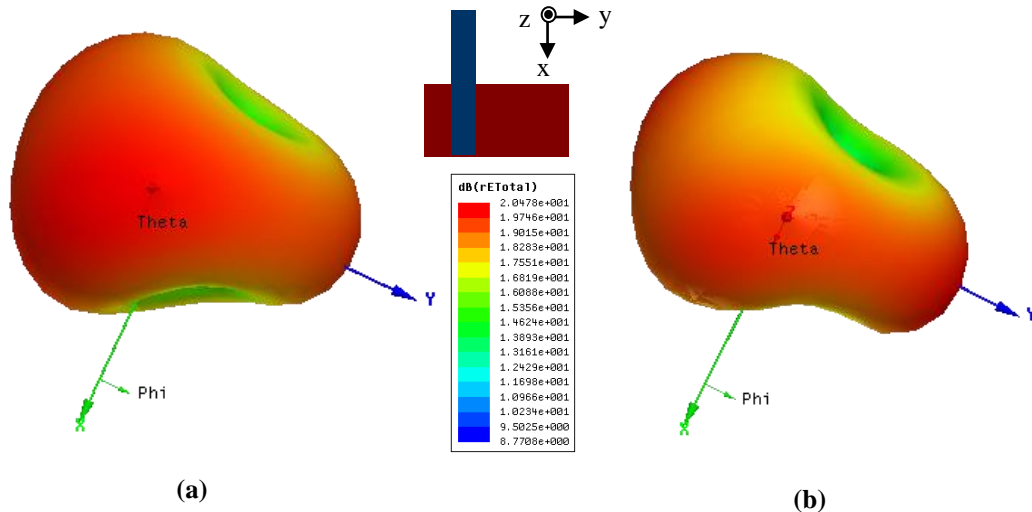 z y
x
dB(rETotal)
2.0478e+001
1.9746e+001
1.9015e+001
1.8283e+001
1.7551e+001
1.6819e+001
1.6088e+001
1.5356e+001
1.4624e+001
1.3893e+001
1.3161e+001
1.2429e+001
1.1698e+001
1.0966e+001
1.0234e+001
9.5025e+000
8.7708e+000
Theta
Y
Phi
X
(a)
Z
Theta
Y
Phi
X
(b)